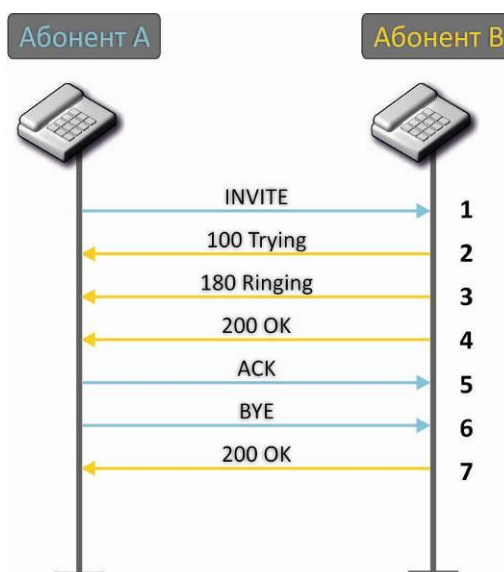 Абонент А
Абонент В
INVITE
1
100 Trying
2
180 Ringing
3
200 OK
4
ACK
5
BYE
6
200 OK
7